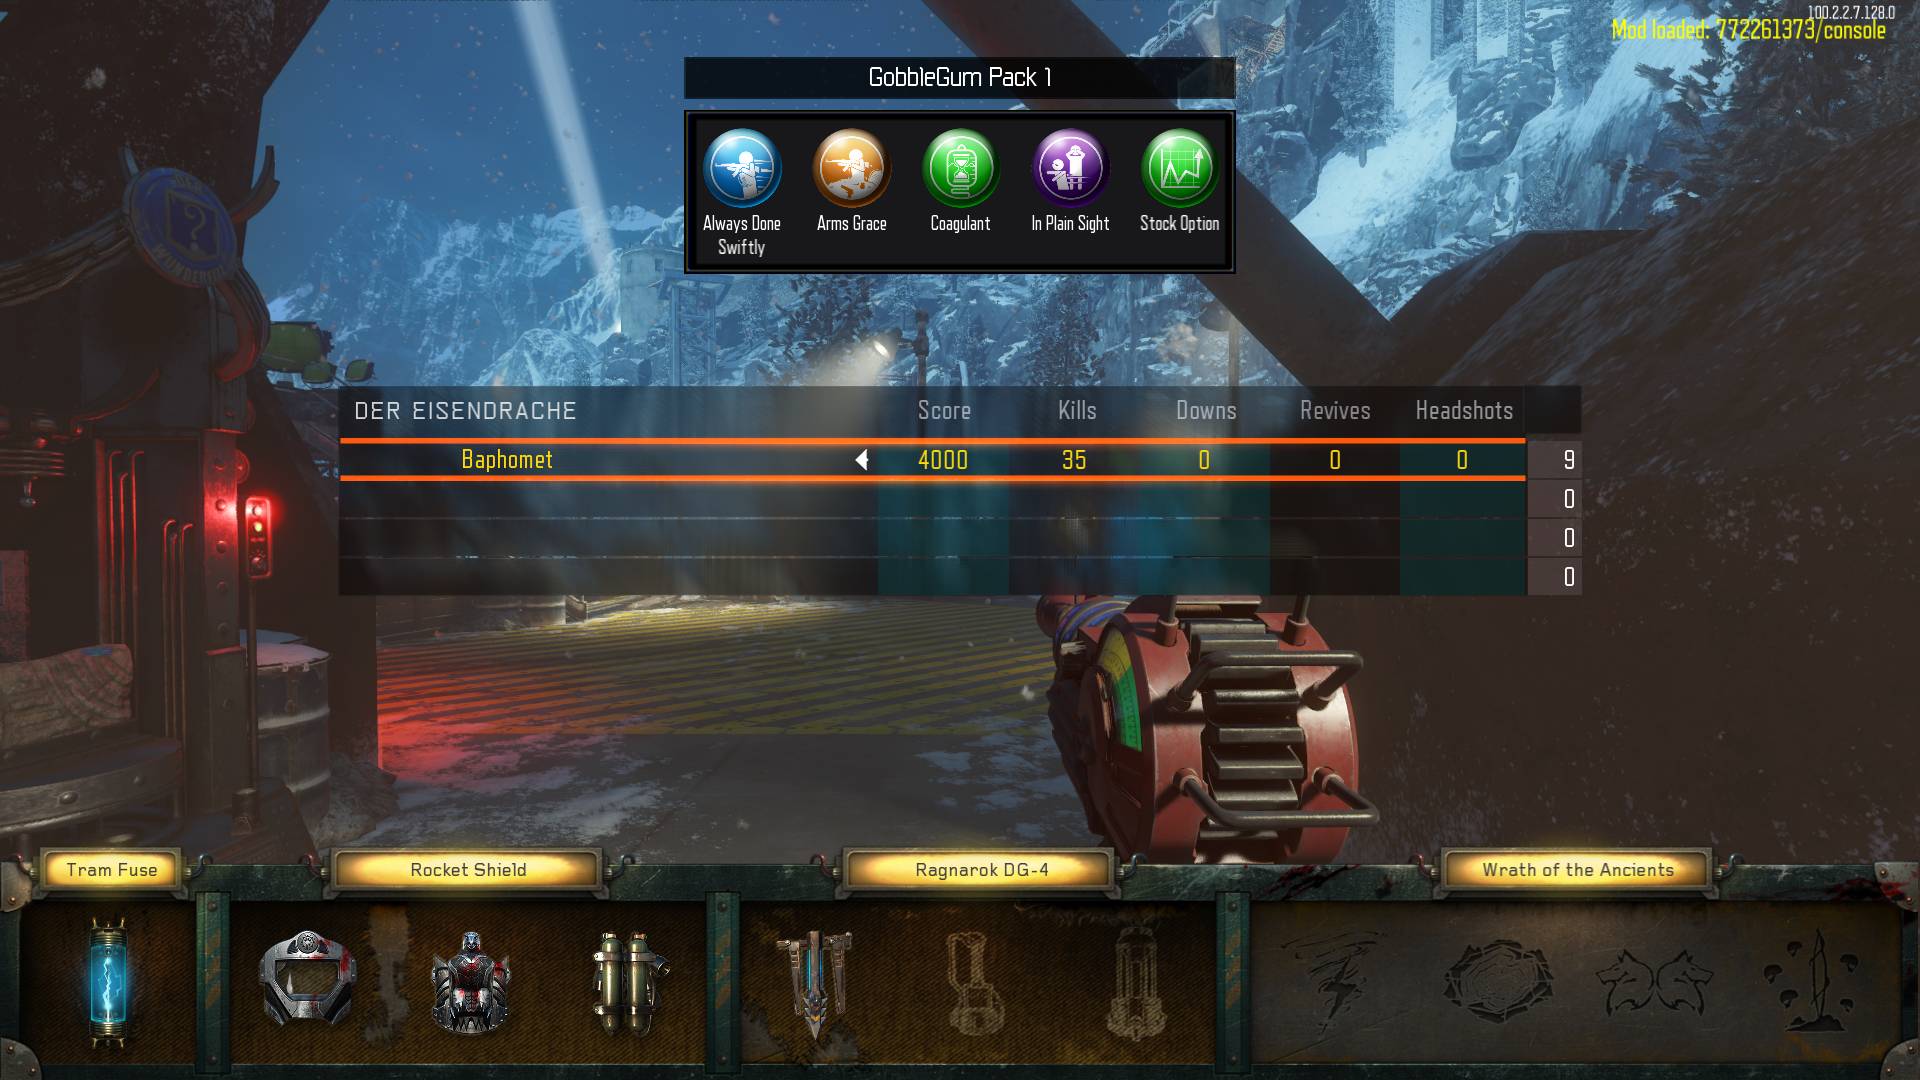 100.2.2.7.128.0
Mod loaded: 772261373/console
GobbleGum Pack 1
Always Done Swiftly
Arms Grace
Coagulant
In Plain Sight
Stock Option
DER EISENDRACHE Score Kills Downs Revives Headshots
Baphomet 4000 35 0 0 0 9
0
0
0
Tram Fuse
Rocket Shield
Ragnarok DG-4
Wrath of the Ancients